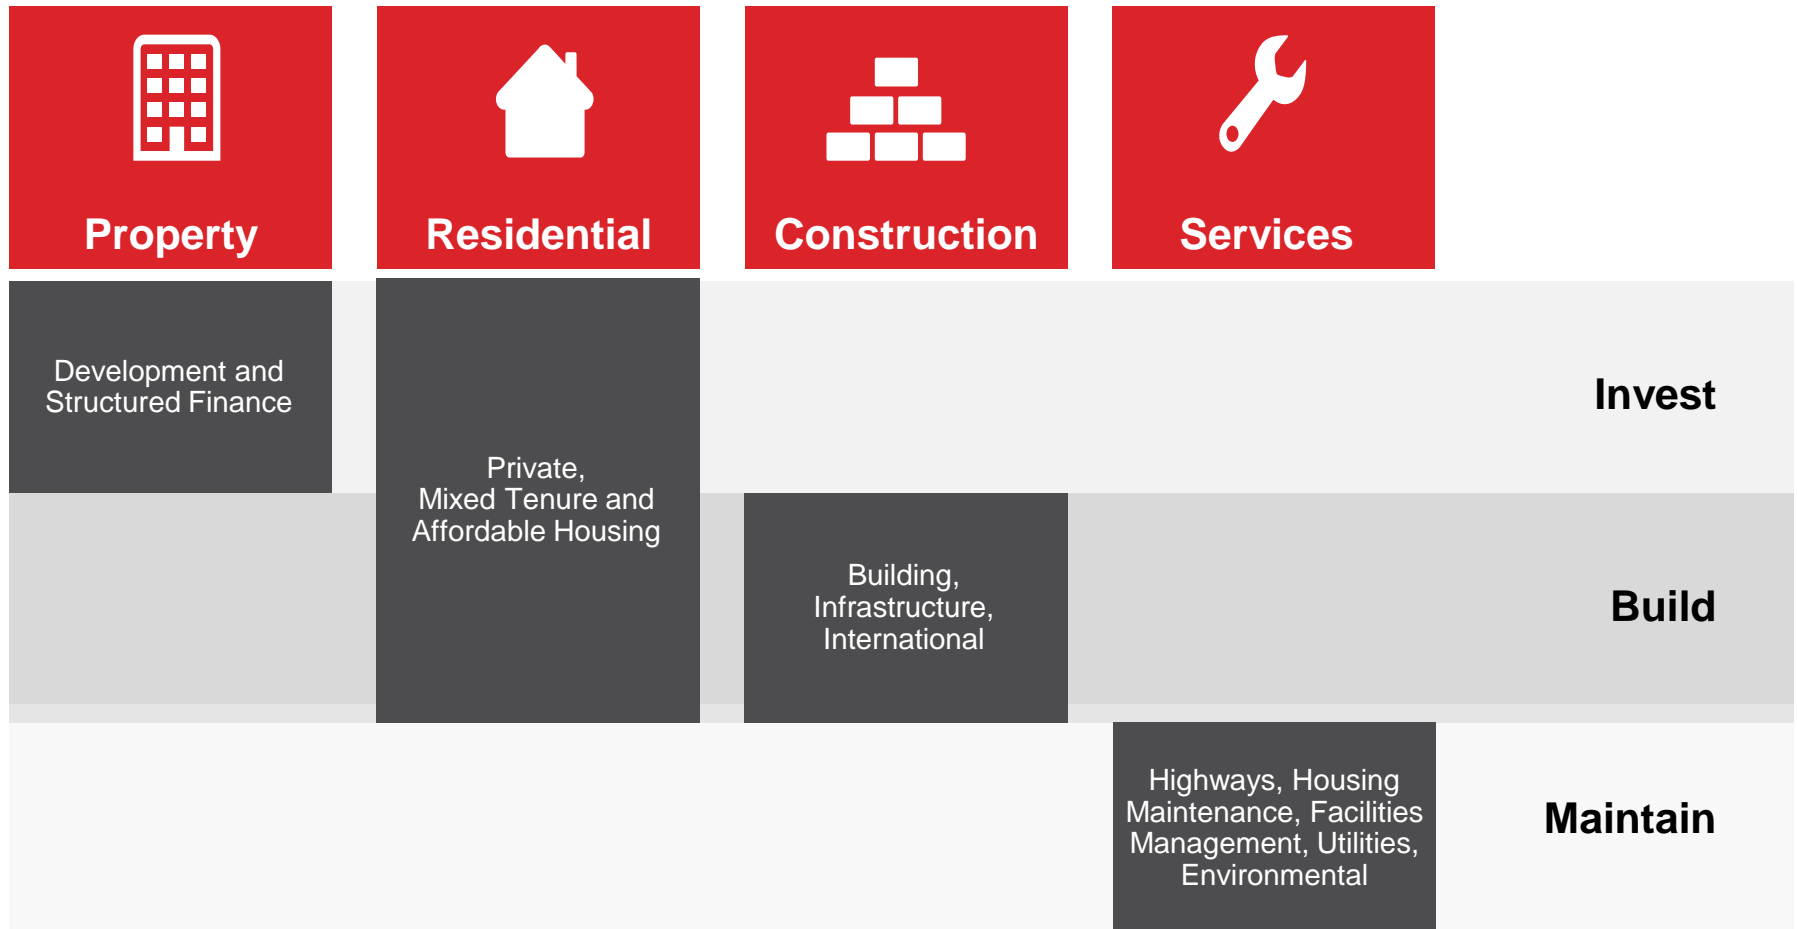 Property
Residential
Construction
Services
Development and
Structured Finance
Invest
Private,
Mixed Tenure and
Affordable Housing
Building,
Infrastructure,
International
Build
Highways, Housing
Maintenance, Facilities
Management, Utilities,
Environmental
Maintain